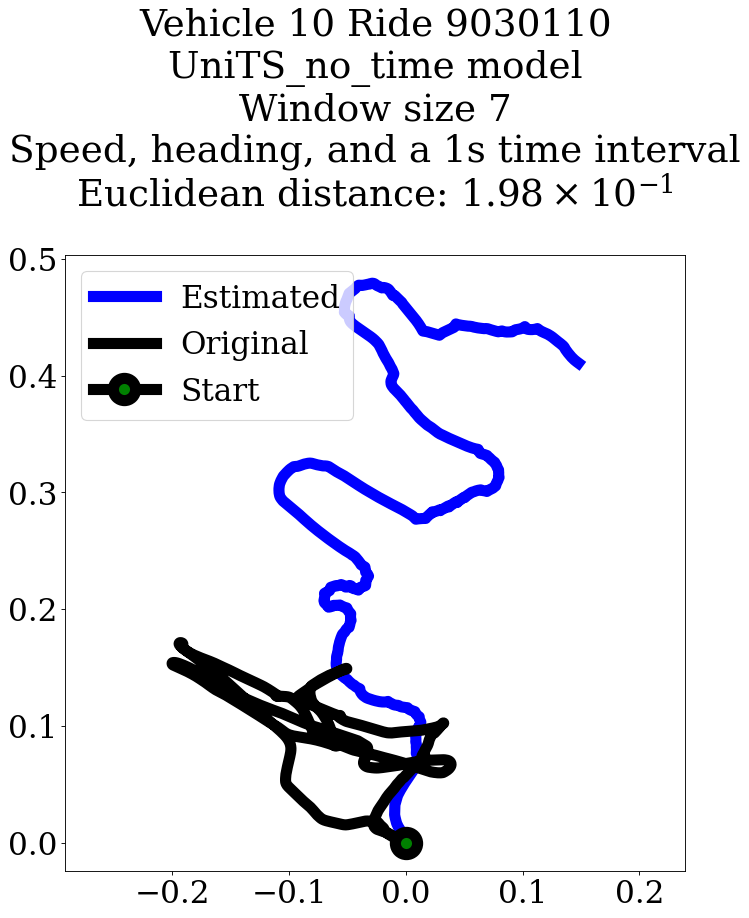 Vehicle 10 Ride 9030110
UniTS_no_time model
Window size 7
Speed, heading, and a 1s time interval
Euclidean distance: 1.98 × 10⁻¹
0.5
Estimated
Original
0.4
Start
0.3
0.2
0.1
0.0
−0.2 −0.1 0.0 0.1 0.2